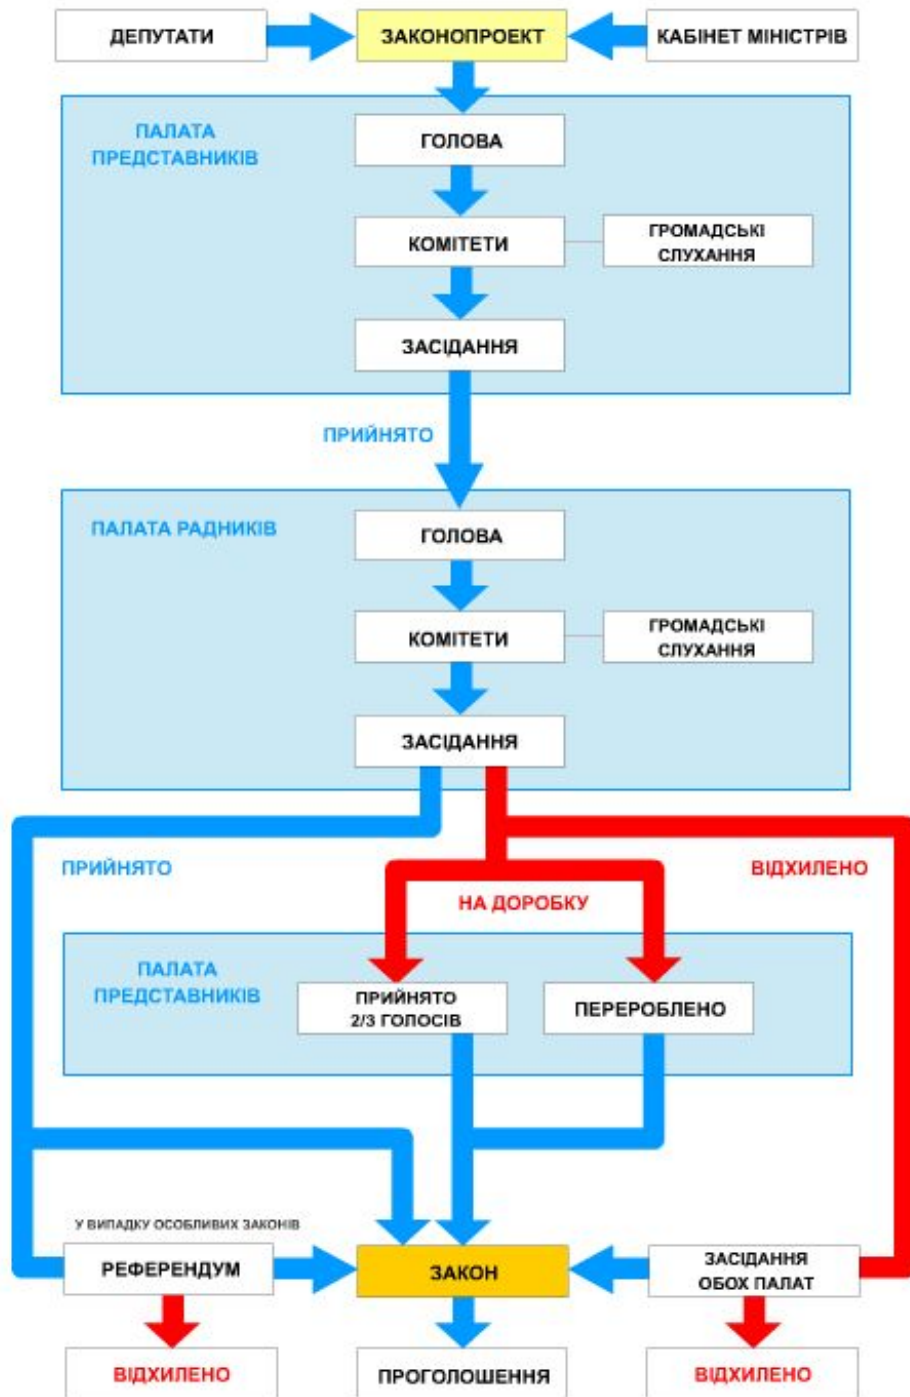 ДЕПУТАТИ
ЗАКОНОПРОЕКТ
КАБІНЕТ МІНІСТРІВ
ПАЛАТА
ПРЕДСТАВНИКІВ
ГОЛОВА
КОМІТЕТИ
ГРОМАДСЬКІ
СЛУХАННЯ
ЗАСІДАННЯ
ПРИЙНЯТО
ПАЛАТА РАДНИКІВ
ГОЛОВА
КОМІТЕТИ
ГРОМАДСЬКІ
СЛУХАННЯ
ЗАСІДАННЯ
ПРИЙНЯТО
ВІДХИЛЕНО
НА ДОРОБКУ
ПАЛАТА
ПРЕДСТАВНИКІВ
ПРИЙНЯТО
2/3 ГОЛОСІВ
ПЕРЕРОБЛЕНО
У ВИПАДКУ ОСОБЛИВИХ ЗАКОНІВ
РЕФЕРЕНДУМ
ЗАКОН
ЗАСІДАННЯ
ОБОХ ПАЛАТ
ВІДХИЛЕНО
ПРОГОЛОШЕННЯ
ВІДХИЛЕНО